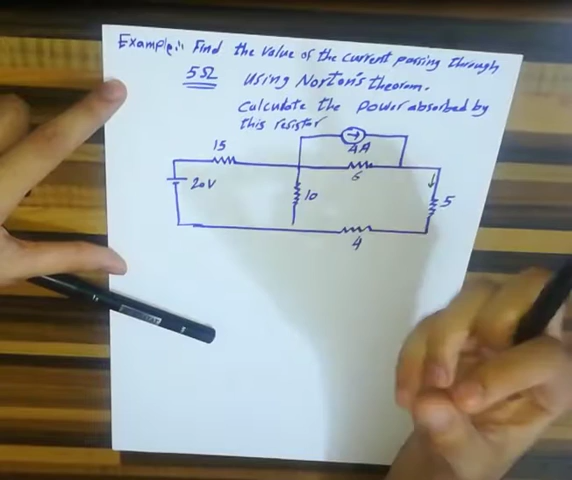 Example:: Find the value of the current passing through
5Ω using Norton's theorem.
Calculate the power absorbed by
this resistor
4A
15
6
20V
10
5
4